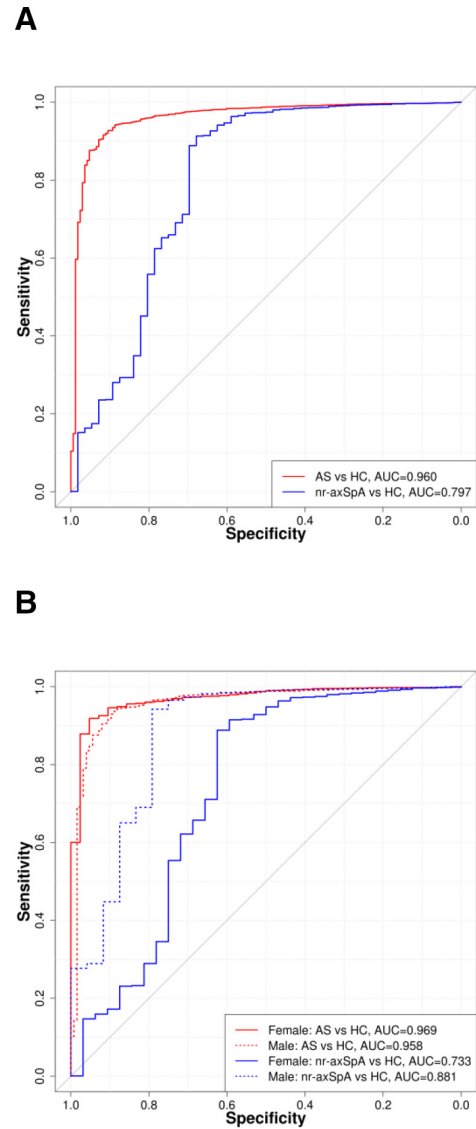 A
1.0
0.8
0.6
0.4
0.2
0.0
Sensitivity
AS vs HC, AUC=0.960
nr-axSpA vs HC, AUC=0.797
1.0 0.8 0.6 0.4 0.2 0.0
Specificity
B
1.0
0.8
0.6
0.4
0.2
0.0
Sensitivity
Female: AS vs HC, AUC=0.969
Male: AS vs HC, AUC=0.958
Female: nr-axSpA vs HC, AUC=0.733
Male: nr-axSpA vs HC, AUC=0.881
1.0 0.8 0.6 0.4 0.2 0.0
Specificity